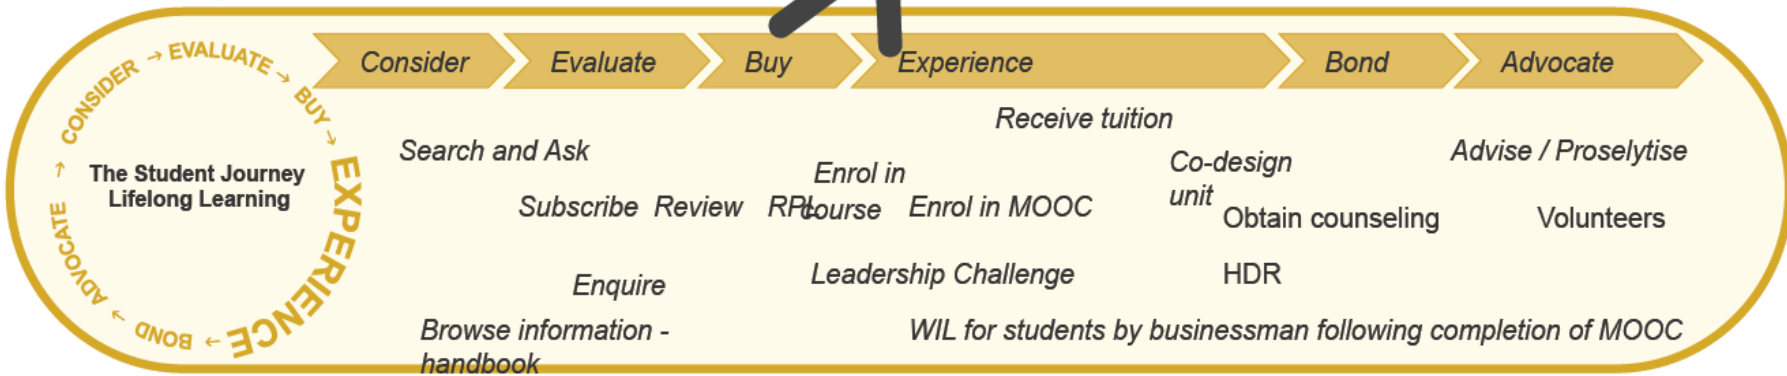 CONSIDER → EVALUATE → BUY → EXPERIENCE → BOND → ADVOCATE →
The Student Journey
Lifelong Learning
Consider
Evaluate
Buy
Experience
Bond
Advocate
Receive tuition
Search and Ask
Advise / Proselytise
Co-design
unit
Enrol in
course
Subscribe
Review
RPL
Enrol in MOOC
Obtain counseling
Volunteers
Leadership Challenge
HDR
Enquire
Browse information -
handbook
WIL for students by businessman following completion of MOOC